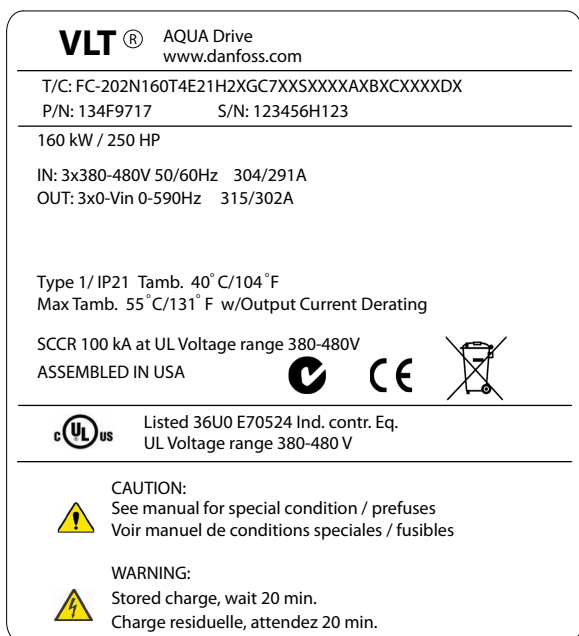 VLT ® AQUA Drive
www.danfoss.com
T/C: FC-202N160T4E21H2XGC7XXSXXXXAXBXCXXXXDX
P/N: 134F9717 S/N: 123456H123
160 kW / 250 HP
IN: 3x380-480V 50/60Hz 304/291A
OUT: 3x0-Vin 0-590Hz 315/302A
Type 1/ IP21 Tamb. 40˚ C/104 ˚F
Max Tamb. 55˚C/131˚ F w/Output Current Derating
SCCR 100 kA at UL Voltage range 380-480V
ASSEMBLED IN USA CE
c UL us Listed 36U0 E70524 Ind. contr. Eq.
UL Voltage range 380-480 V
CAUTION:
See manual for special condition / prefuses
Voir manuel de conditions speciales / fusibles
WARNING:
Stored charge, wait 20 min.
Charge residuelle, attendez 20 min.